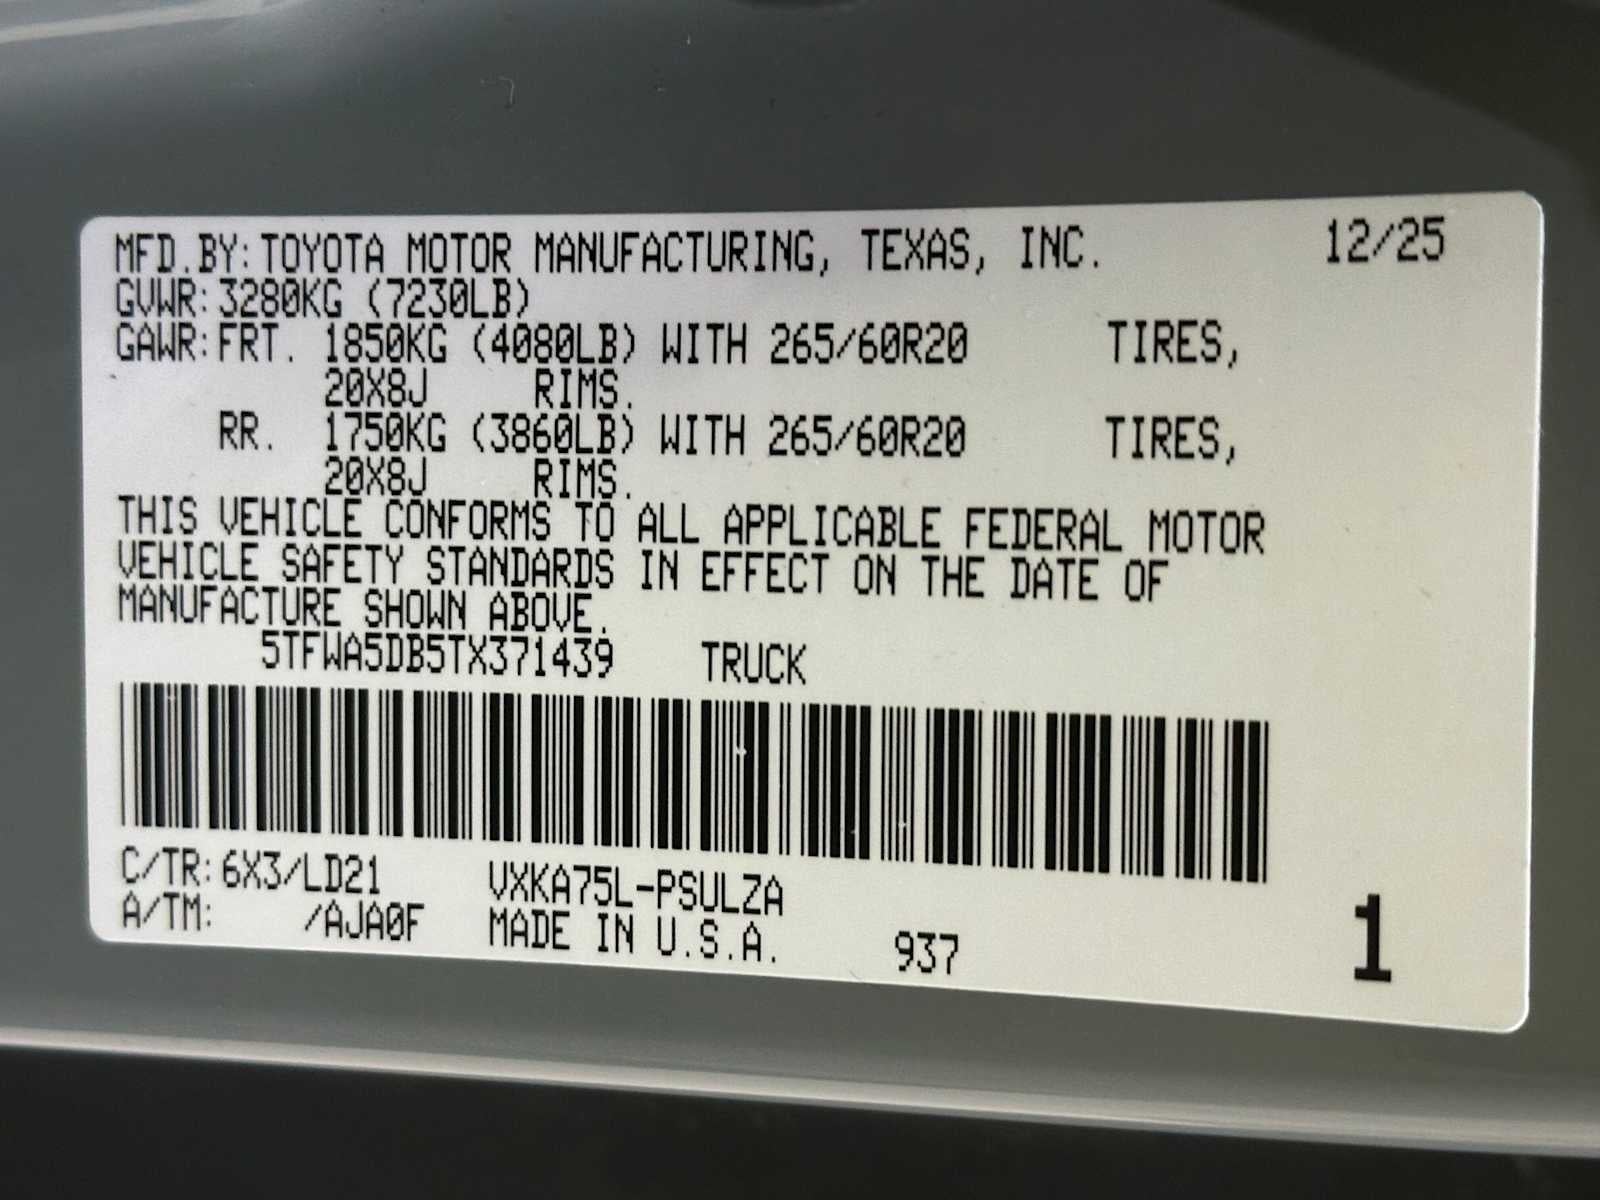 MFD.BY: TOYOTA MOTOR MANUFACTURING, TEXAS, INC. 12/25
GVWR: 3280KG (7230LB)
GAWR: FRT. 1850KG (4080LB) WITH 265/60R20 TIRES,
20X8J RIMS.
RR. 1750KG (3860LB) WITH 265/60R20 TIRES,
20X8J RIMS.
THIS VEHICLE CONFORMS TO ALL APPLICABLE FEDERAL MOTOR
VEHICLE SAFETY STANDARDS IN EFFECT ON THE DATE OF
MANUFACTURE SHOWN ABOVE.
5TFWA5DB5TX371439 TRUCK
C/TR: 6X3/LD21 VXKA75L-PSULZA
A/TM: /AJA0F MADE IN U.S.A. 937 1